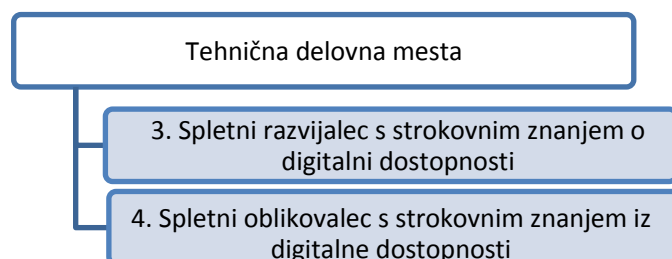 Tehnična delovna mesta
3. Spletni razvijalec s strokovnim znanjem o
digitalni dostopnosti
4. Spletni oblikovalec s strokovnim znanjem iz
digitalne dostopnosti